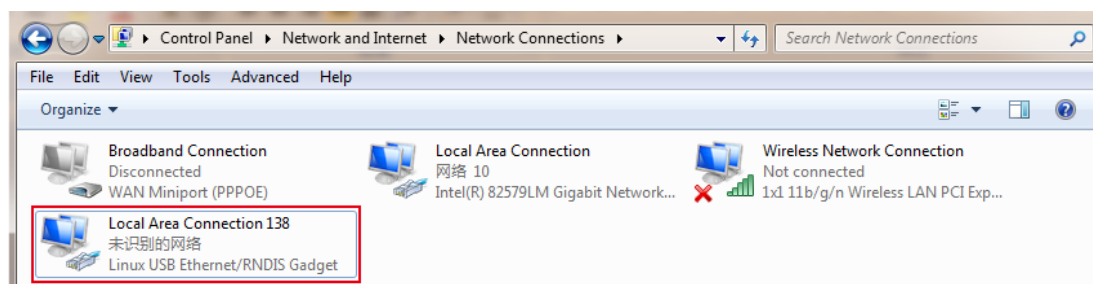 Control Panel ▸ Network and Internet ▸ Network Connections ▸
Search Network Connections
File Edit View Tools Advanced Help
Organize
Broadband Connection
Disconnected
WAN Miniport (PPPOE)
Local Area Connection
网络 10
Intel(R) 82579LM Gigabit Network...
Wireless Network Connection
Not connected
1x1 11b/g/n Wireless LAN PCI Exp...
Local Area Connection 138
未识别的网络
Linux USB Ethernet/RNDIS Gadget